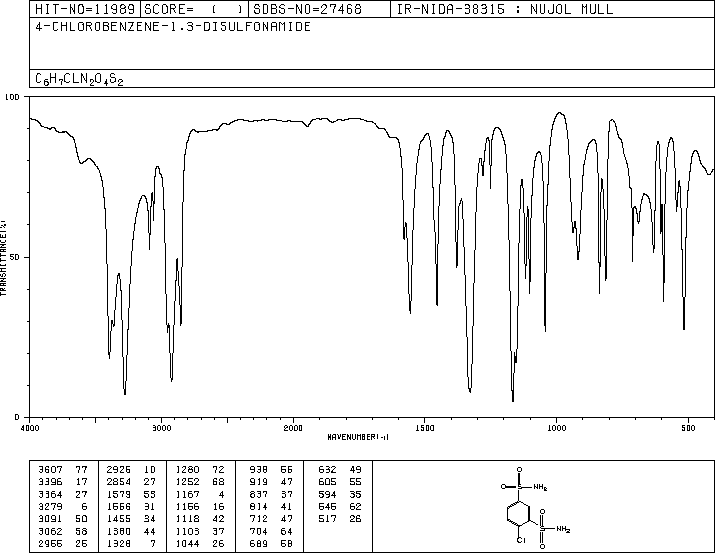 HIT-NO=11989 SCORE= ( ) SDBS-NO=27468 IR-NIDA-38315 : NUJOL MULL
4-CHLOROBENZENE-1,3-DISULFONAMIDE
C6H7CLN2O4S2
100
50
0
TRANSMITTANCE(%)
4000 3000 2000 1500 1000 500
WAVENUMBER(-1)
3607 77 2925 10 1280 72 938 55 632 49
3396 17 2854 27 1252 68 919 47 605 55
3364 27 1579 53 1167 4 837 37 594 35
3279 6 1556 31 1156 16 814 41 545 62
3091 50 1455 34 1118 42 712 47 517 26
3062 58 1380 44 1103 37 704 64
2955 25 1328 7 1044 26 689 58
O
O S NH2
O
S NH2
O
Cl